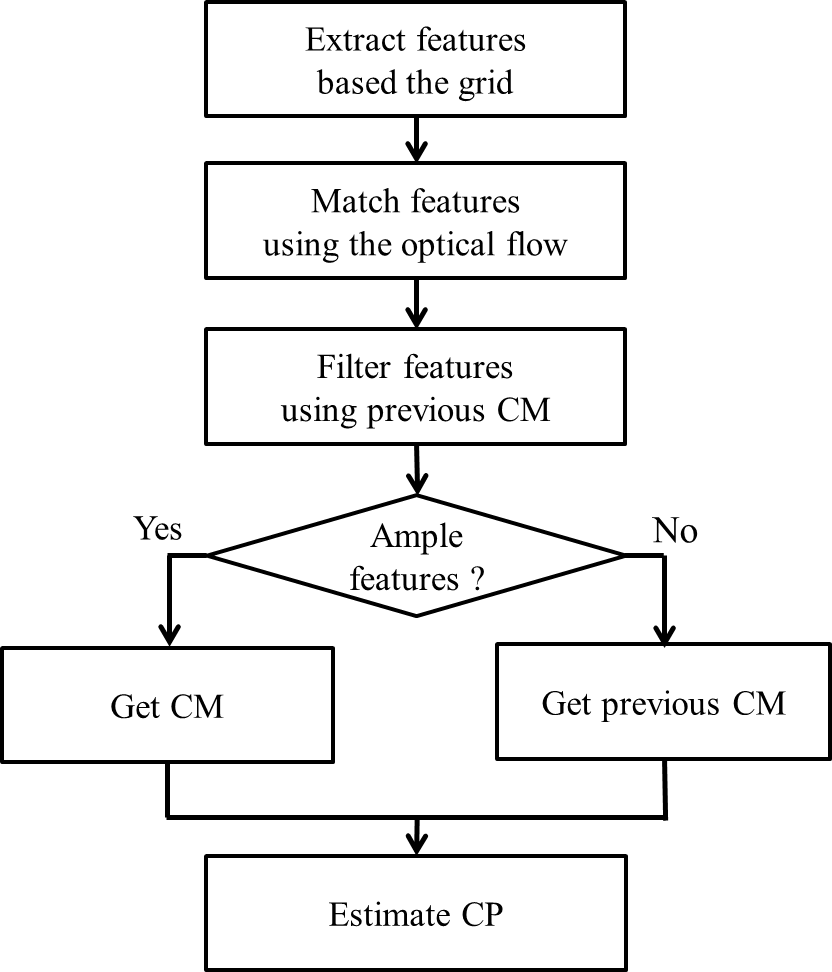 Extract features
based the grid
Match features
using the optical flow
Filter features
using previous CM
Yes
No
Ample
features ?
Get CM
Get previous CM
Estimate CP